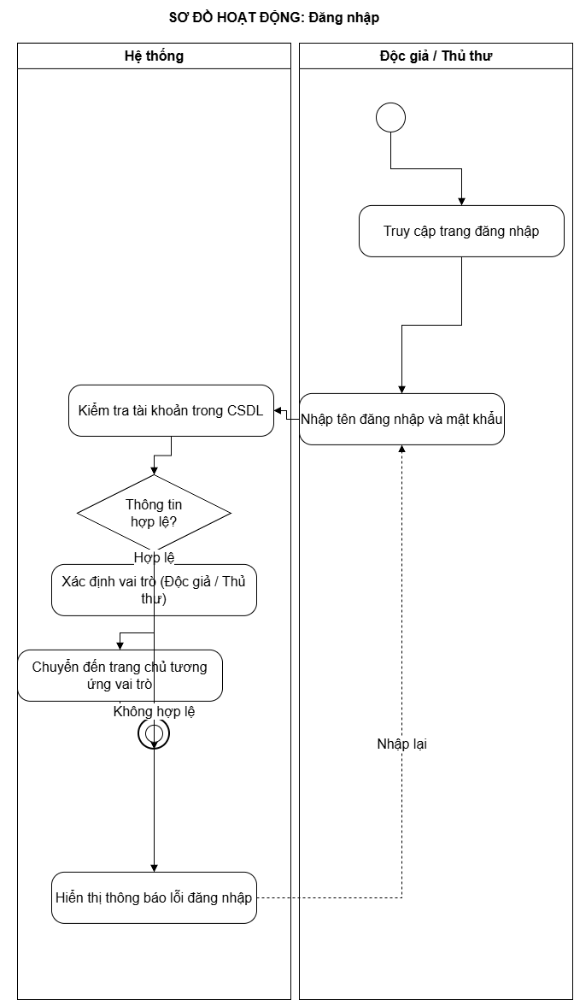 SƠ ĐỒ HOẠT ĐỘNG: Đăng nhập
Hệ thống
Độc giả / Thủ thư
Truy cập trang đăng nhập
Nhập tên đăng nhập và mật khẩu
Kiểm tra tài khoản trong CSDL
Thông tin
hợp lệ?
Hợp lệ
Xác định vai trò (Độc giả / Thủ
thư)
Chuyển đến trang chủ tương
ứng vai trò
Không hợp lệ
Nhập lại
Hiển thị thông báo lỗi đăng nhập